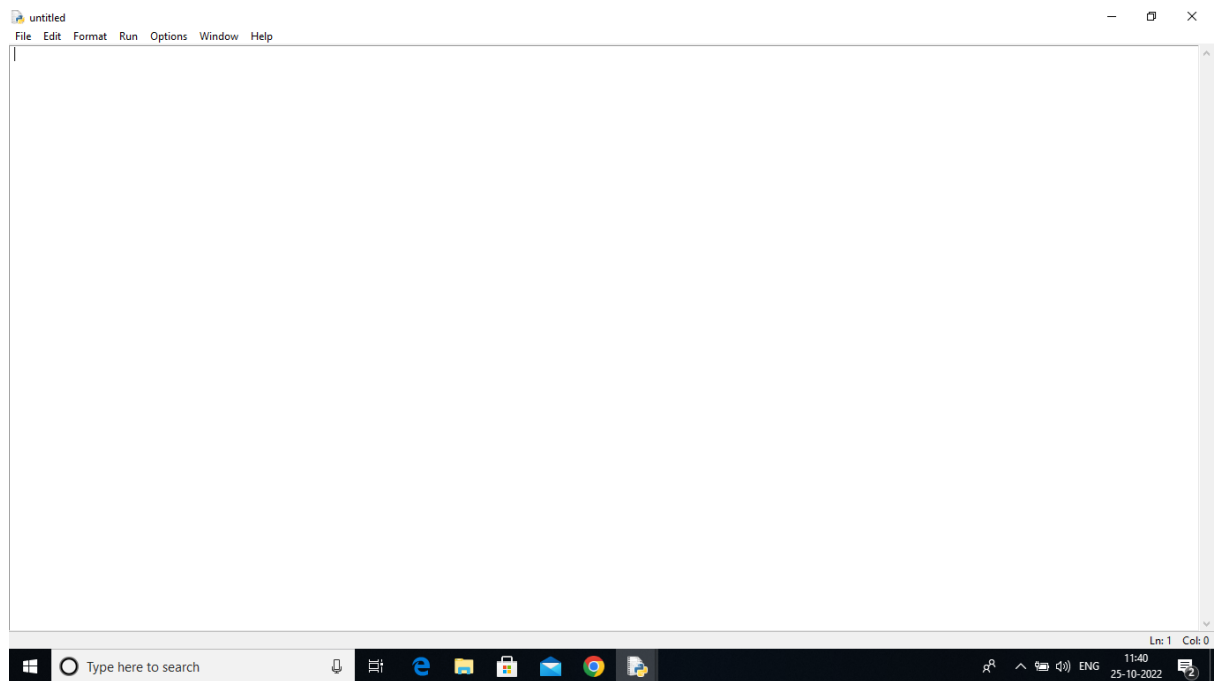 untitled
File Edit Format Run Options Window Help
Ln: 1 Col: 0
Type here to search
ENG
11:40
25-10-2022
2